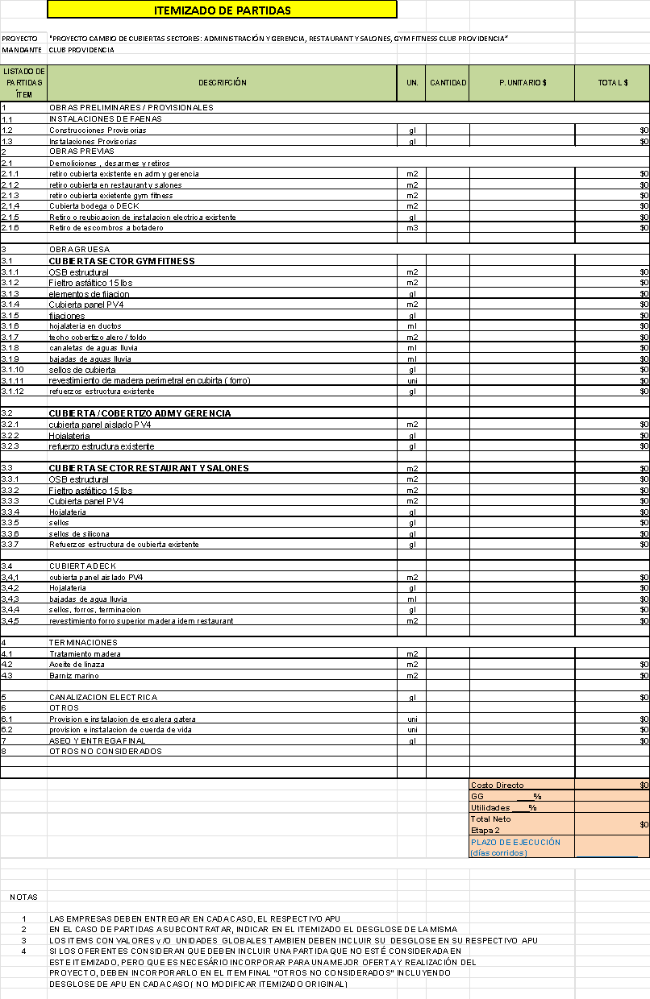 ITEMIZADO DE PARTIDAS
PROYECTO "PROYECTO CAMBIO DE CUBIERTAS SECTORES: ADMINISTRACIÓN Y GERENCIA, RESTAURANT Y SALONES, GYM FITNESS CLUB PROVIDENCIA"
MANDANTE CLUB PROVIDENCIA
LISTADO DE PARTIDAS ÍTEM DESCRIPCIÓN UN. CANTIDAD P. UNITARIO $ TOTAL $
1 OBRAS PRELIMINARES / PROVISIONALES
1.1 INSTALACIONES DE FAENAS
1.2 Construcciones Provisorias gl $0
1.3 Instalaciones Provisorias gl $0
2 OBRAS PREVIAS
2.1 Demoliciones , desarmes y retiros
2.1.1 retiro cubierta existente en adm y gerencia m2 $0
2.1.2 retiro cubierta en restaurant y salones m2 $0
2.1.3 retiro cubierta exietente gym fitness m2 $0
2,1,4 Cubierta bodega o DECK m2 $0
2.1.5 Retiro o reubicacion de instalacion electrica existente gl $0
2.1.6 Retiro de escombros a botadero m3 $0
3 OBRA GRUESA
3.1 CUBIERTA SECTOR GYM FITNESS
3.1.1 OSB estructural m2 $0
3.1.2 Fieltro asfáltico 15 lbs m2 $0
3.1.3 elementos de fijacion gl $0
3.1.4 Cubierta panel PV4 m2 $0
3.1.5 fijaciones gl $0
3.1.6 hojalateria en ductos ml $0
3.1.7 techo cobertizo alero / toldo m2 $0
3.1.8 canaletas de aguas lluvia ml $0
3.1.9 bajadas de aguas lluvia ml $0
3.1.10 sellos de cubierta gl $0
3.1.11 revestimiento de madera perimetral en cubirta ( forro) uni $0
3.1.12 refuerzos estructura existente gl $0
3.2 CUBIERTA / COBERTIZO ADM Y GERENCIA
3.2.1 cubierta panel aislado PV4 m2 $0
3.2.2 Hojalateria gl $0
3.2.3 refuerzo estructura existente gl $0
3.3 CUBIERTA SECTOR RESTAURANT Y SALONES m2 $0
3.3.1 OSB estructural m2 $0
3.3.2 Fieltro asfáltico 15 lbs m2 $0
3.3.3 Cubierta panel PV4 m2 $0
3.3.4 Hojalateria gl $0
3.3.5 sellos gl $0
3.3.6 sellos de silicona gl $0
3.3.7 Refuerzos estructura de cubierta existente gl $0
3.4 CUBIERTA DECK
3,4,1 cubierta panel aislado PV4 m2 $0
3,4,2 Hojalateria gl $0
3,4,3 bajadas de agua lluvia ml $0
3,4,4 sellos, forros, terminacion gl $0
3,4,5 revestimiento forro superior madera idem restaurant m2 $0
4 TERMINACIONES
4.1 Tratamiento madera m2
4.2 Aceite de linaza m2 $0
4.3 Barniz marino m2 $0
5 CANALIZACION ELECTRICA gl $0
6 OTROS
6.1 Provision e instalacion de escalera gatera uni $0
6.2 provision e instalacion de cuerda de vida uni $0
7 ASEO Y ENTREGA FINAL gl $0
8 OTROS NO CONSIDERADOS
Costo Directo $0
GG ____%
Utilidades ____%
Total Neto
Etapa 2 $0
PLAZO DE EJECUCIÓN
(días corridos) ______________
NOTAS
1 LAS EMPRESAS DEBEN ENTREGAR EN CADA CASO, EL RESPECTIVO APU
2 EN EL CASO DE PARTIDAS A SUBCONTRATAR, INDICAR EN EL ITEMIZADO EL DESGLOSE DE LA MISMA
3 LOS ITEMS CON VALORES y /O UNIDADES GLOBALES TAMBIEN DEBEN INCLUIR SU DESGLOSE EN SU RESPECTIVO APU
4 SI LOS OFERENTES CONSIDERAN QUE DEBEN INCLUIR UNA PARTIDA QUE NO ESTÉ CONSIDERADA EN
ESTE ITEMIZADO, PERO QUE ES NECESÁRIO INCORPORAR PARA UNA MEJOR OFERTA Y REALIZACIÓN DEL
PROYECTO, DEBEN INCORPORARLO EN EL ITEM FINAL "OTROS NO CONSIDERADOS" INCLUYENDO
DESGLOSE DE APU EN CADA CASO ( NO MODIFICAR ITEMIZADO ORIGINAL)